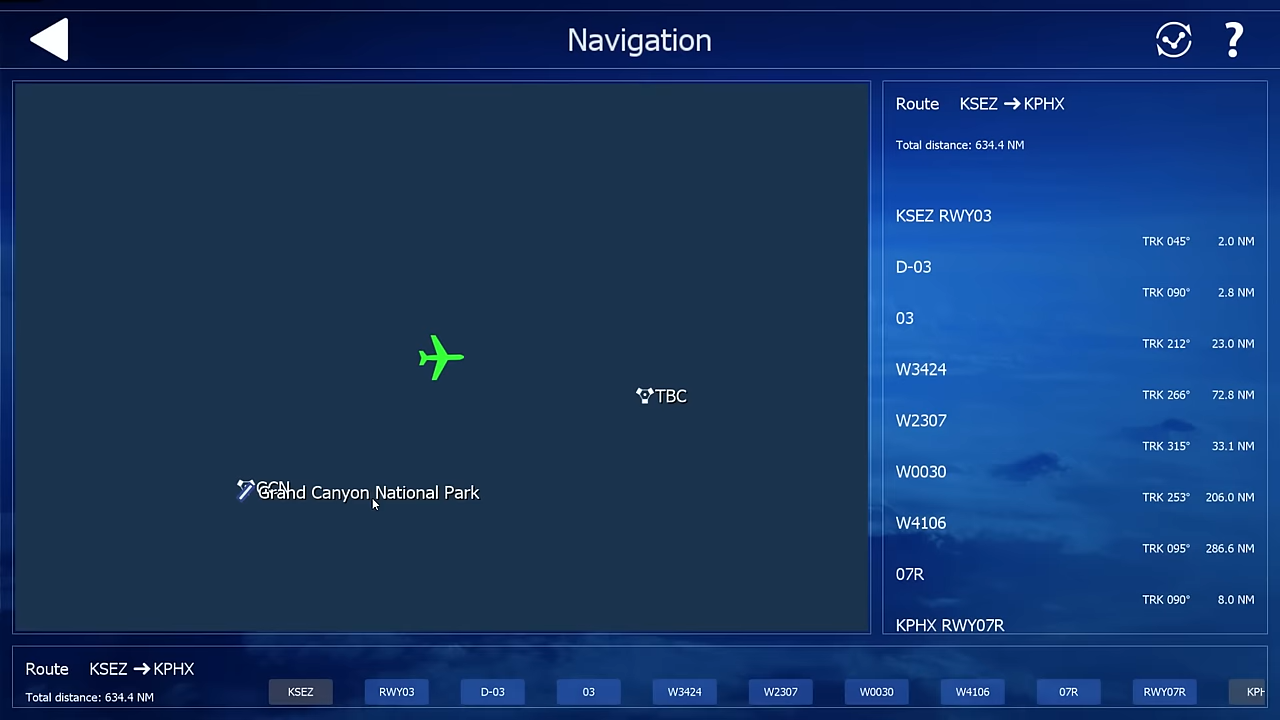 Navigation
?
Route KSEZ → KPHX
Total distance: 634.4 NM
KSEZ RWY03
TRK 045° 2.0 NM
D-03
TRK 090° 2.8 NM
03
TRK 212° 23.0 NM
W3424
TRK 266° 72.8 NM
W2307
TRK 315° 33.1 NM
W0030
TRK 253° 206.0 NM
W4106
TRK 095° 286.6 NM
07R
TRK 090° 8.0 NM
KPHX RWY07R
TBC
GCN
Grand Canyon National Park
Route KSEZ → KPHX
Total distance: 634.4 NM
KSEZ RWY03 D-03 03 W3424 W2307 W0030 W4106 07R RWY07R KPH